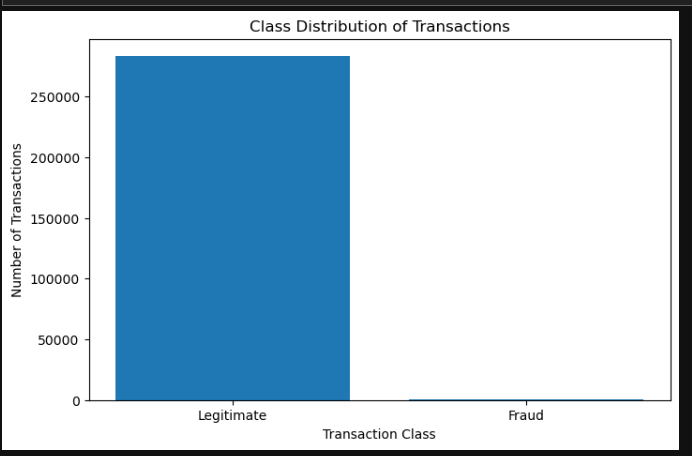 Class Distribution of Transactions
Number of Transactions
250000
200000
150000
100000
50000
0
Legitimate
Fraud
Transaction Class